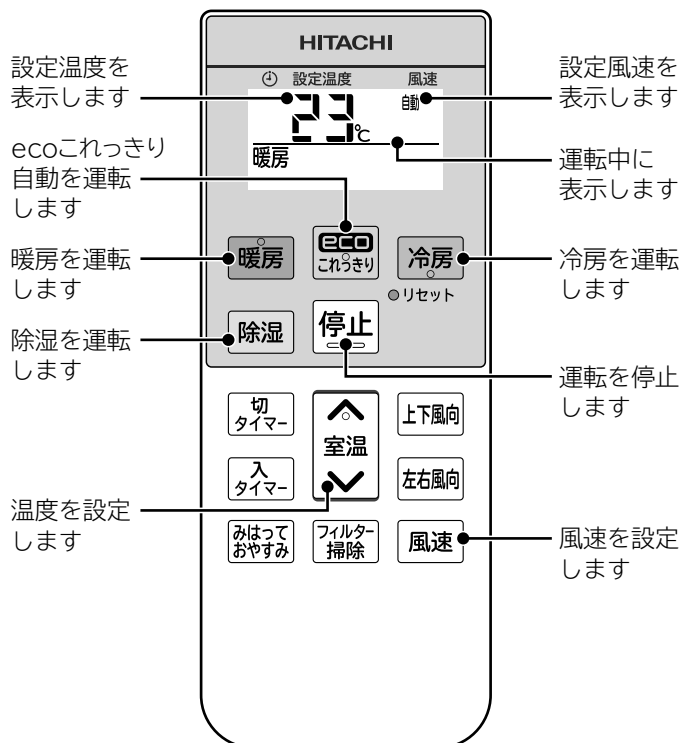 HITACHI
設定温度 風速
23℃ 自動
暖房
設定温度を
表示します
ecoこれっきり
自動を運転
します
暖房を運転
します
除湿を運転
します
温度を設定
します
設定風速を
表示します
運転中に
表示します
冷房を運転
します
運転を停止
します
風速を設定
します
暖房
eco
これっきり
冷房
リセット
除湿
停止
切
タイマー
室温
上下風向
入
タイマー
左右風向
みはって
おやすみ
フィルター
掃除
風速